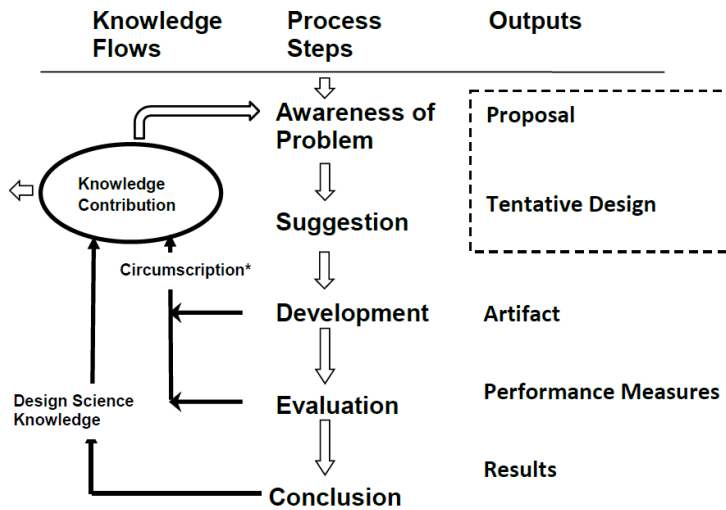 Knowledge
Flows
Process
Steps
Outputs
Awareness of
Problem
Proposal
Knowledge
Contribution
Suggestion
Tentative Design
Circumscription*
Development
Artifact
Design Science
Knowledge
Evaluation
Performance Measures
Conclusion
Results